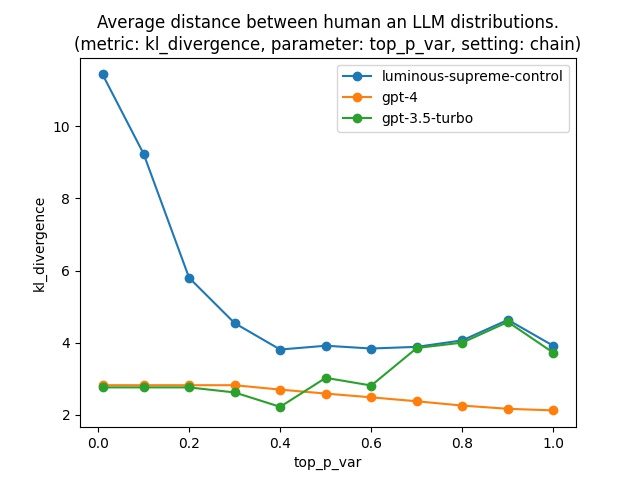 Average distance between human an LLM distributions.
(metric: kl_divergence, parameter: top_p_var, setting: chain)
luminous-supreme-control
gpt-4
gpt-3.5-turbo
kl_divergence
10
8
6
4
2
0.0 0.2 0.4 0.6 0.8 1.0
top_p_var